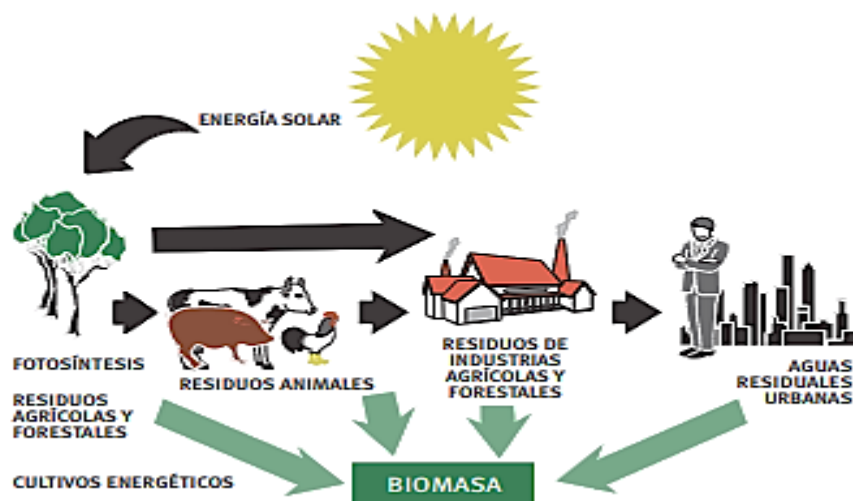 ENERGÍA SOLAR
FOTOSÍNTESIS
RESIDUOS
AGRÍCOLAS Y
FORESTALES
CULTIVOS ENERGÉTICOS
RESIDUOS ANIMALES
RESIDUOS DE
INDUSTRIAS
AGRÍCOLAS Y
FORESTALES
AGUAS
RESIDUALES
URBANAS
BIOMASA